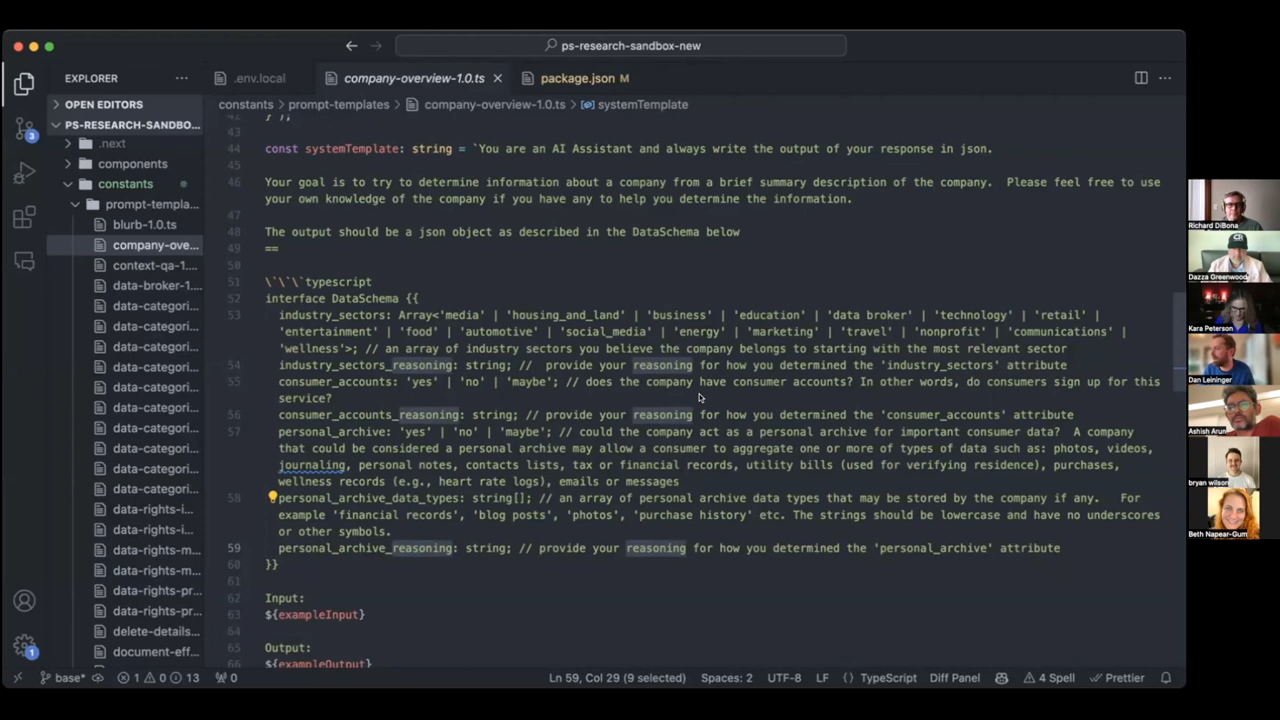 ps-research-sandbox-new
EXPLORER
.env.local
company-overview-1.0.ts
package.json M
OPEN EDITORS
PS-RESEARCH-SANDBO...
.next
components
constants
prompt-templa...
blurb-1.0.ts
company-ove...
context-qa-1....
data-broker-1....
data-categori...
data-categori...
data-categori...
data-categori...
data-categori...
data-categori...
data-categori...
data-categori...
data-categori...
data-rights-i...
data-rights-i...
data-rights-m...
data-rights-m...
data-rights-pr...
data-rights-pr...
delete-details...
document-eff...
constants > prompt-templates > company-overview-1.0.ts > systemTemplate
42 } );
43
44 const systemTemplate: string = `You are an AI Assistant and always write the output of your response in json.
45
46 Your goal is to try to determine information about a company from a brief summary description of the company.  Please feel free to use
your own knowledge of the company if you have any to help you determine the information.
47
48 The output should be a json object as described in the DataSchema below
49 ==
50
51 \`\`\`typescript
52 interface DataSchema {{
53 industry_sectors: Array<'media' | 'housing_and_land' | 'business' | 'education' | 'data broker' | 'technology' | 'retail' |
'entertainment' | 'food' | 'automotive' | 'social_media' | 'energy' | 'marketing' | 'travel' | 'nonprofit' | 'communications' |
'wellness'>; // an array of industry sectors you believe the company belongs to starting with the most relevant sector
54 industry_sectors_reasoning: string; //  provide your reasoning for how you determined the 'industry_sectors' attribute
55 consumer_accounts: 'yes' | 'no' | 'maybe'; // does the company have consumer accounts? In other words, do consumers sign up for this
service?
56 consumer_accounts_reasoning: string; // provide your reasoning for how you determined the 'consumer_accounts' attribute
57 personal_archive: 'yes' | 'no' | 'maybe'; // could the company act as a personal archive for important consumer data?  A company
that could be considered a personal archive may allow a consumer to aggregate one or more of types of data such as: photos, videos,
journaling, personal notes, contacts lists, tax or financial records, utility bills (used for verifying residence), purchases,
wellness records (e.g., heart rate logs), emails or messages
58 personal_archive_data_types: string[]; // an array of personal archive data types that may be stored by the company if any.  For
example 'financial records', 'blog posts', 'photos', 'purchase history' etc. The strings should be lowercase and have no underscores
or other symbols.
59 personal_archive_reasoning: string; // provide your reasoning for how you determined the 'personal_archive' attribute
60 }}
61
62 Input:
63 ${exampleInput}
64
65 Output:
66 ${exampleOutput}
3
1
base* 1 0 13 0
Ln 59, Col 29 (9 selected) Spaces: 2 UTF-8 LF {} TypeScript Diff Panel 4 Spell Prettier
Richard DiBona
CR
Dazza Greenwood
Kara Peterson
Dan Leininger
Ashish Arun
bryan wilson
Beth Napear-Gum